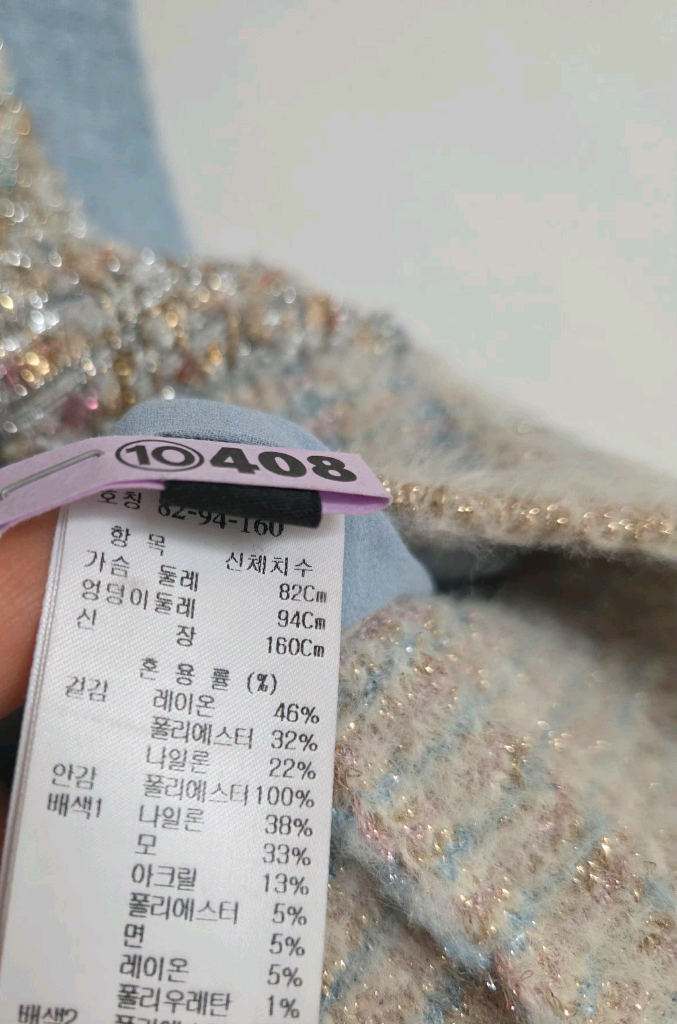 ⑩408
호칭 82-94-160
항 목 신체치수
가슴 둘레 82Cm
엉덩이둘레 94Cm
신 장 160Cm
혼 용 률 (%)
겉감 레이온 46%
폴리에스터 32%
나일론 22%
안감 폴리에스터 100%
배색1 나일론 38%
모 33%
아크릴 13%
폴리에스터 5%
면 5%
레이온 5%
폴리우레탄 1%
배색2